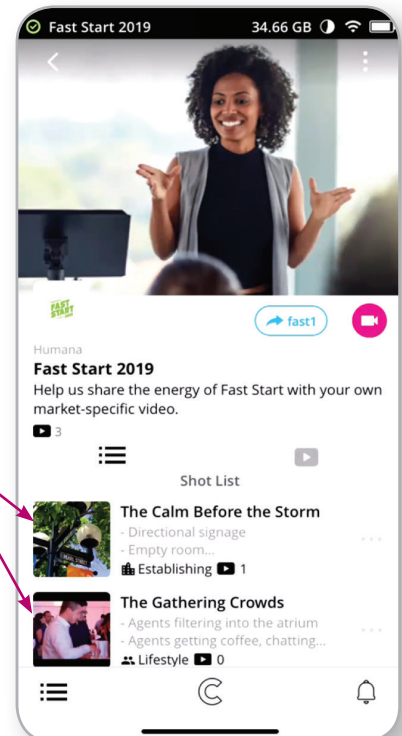 Fast Start 2019 34.66 GB
FAST
START
fast1
Humana
Fast Start 2019
Help us share the energy of Fast Start with your own
market-specific video.
3
Shot List
The Calm Before the Storm
- Directional signage
- Empty room...
Establishing 1
The Gathering Crowds
- Agents filtering into the atrium
- Agents getting coffee, chatting...
Lifestyle 0